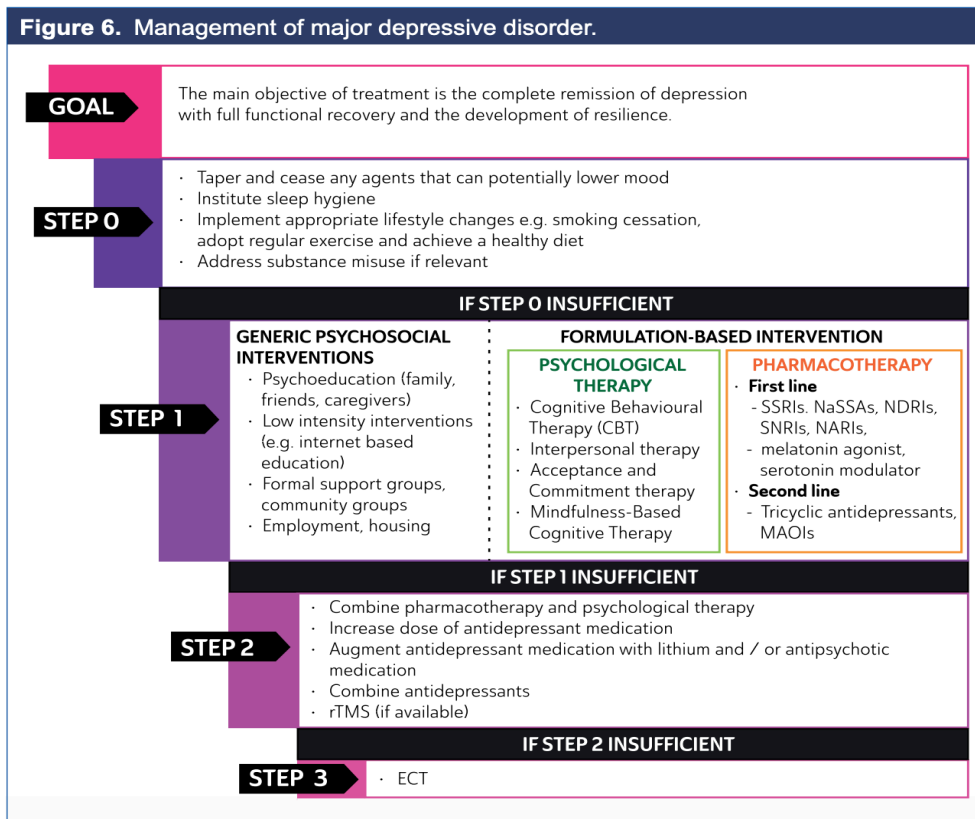 Figure 6. Management of major depressive disorder.
GOAL
The main objective of treatment is the complete remission of depression
with full functional recovery and the development of resilience.
STEP 0
· Taper and cease any agents that can potentially lower mood
· Institute sleep hygiene
· Implement appropriate lifestyle changes e.g. smoking cessation,
adopt regular exercise and achieve a healthy diet
· Address substance misuse if relevant
IF STEP 0 INSUFFICIENT
STEP 1
GENERIC PSYCHOSOCIAL
INTERVENTIONS
· Psychoeducation (family,
friends, caregivers)
· Low intensity interventions
(e.g. internet based
education)
· Formal support groups,
community groups
· Employment, housing
FORMULATION-BASED INTERVENTION
PSYCHOLOGICAL
THERAPY
· Cognitive Behavioural
Therapy (CBT)
· Interpersonal therapy
· Acceptance and
Commitment therapy
· Mindfulness-Based
Cognitive Therapy
PHARMACOTHERAPY
· First line
- SSRIs. NaSSAs, NDRIs,
SNRIs, NARIs,
- melatonin agonist,
serotonin modulator
· Second line
- Tricyclic antidepressants,
MAOIs
IF STEP 1 INSUFFICIENT
STEP 2
· Combine pharmacotherapy and psychological therapy
· Increase dose of antidepressant medication
· Augment antidepressant medication with lithium and / or antipsychotic
medication
· Combine antidepressants
· rTMS (if available)
IF STEP 2 INSUFFICIENT
STEP 3
· ECT